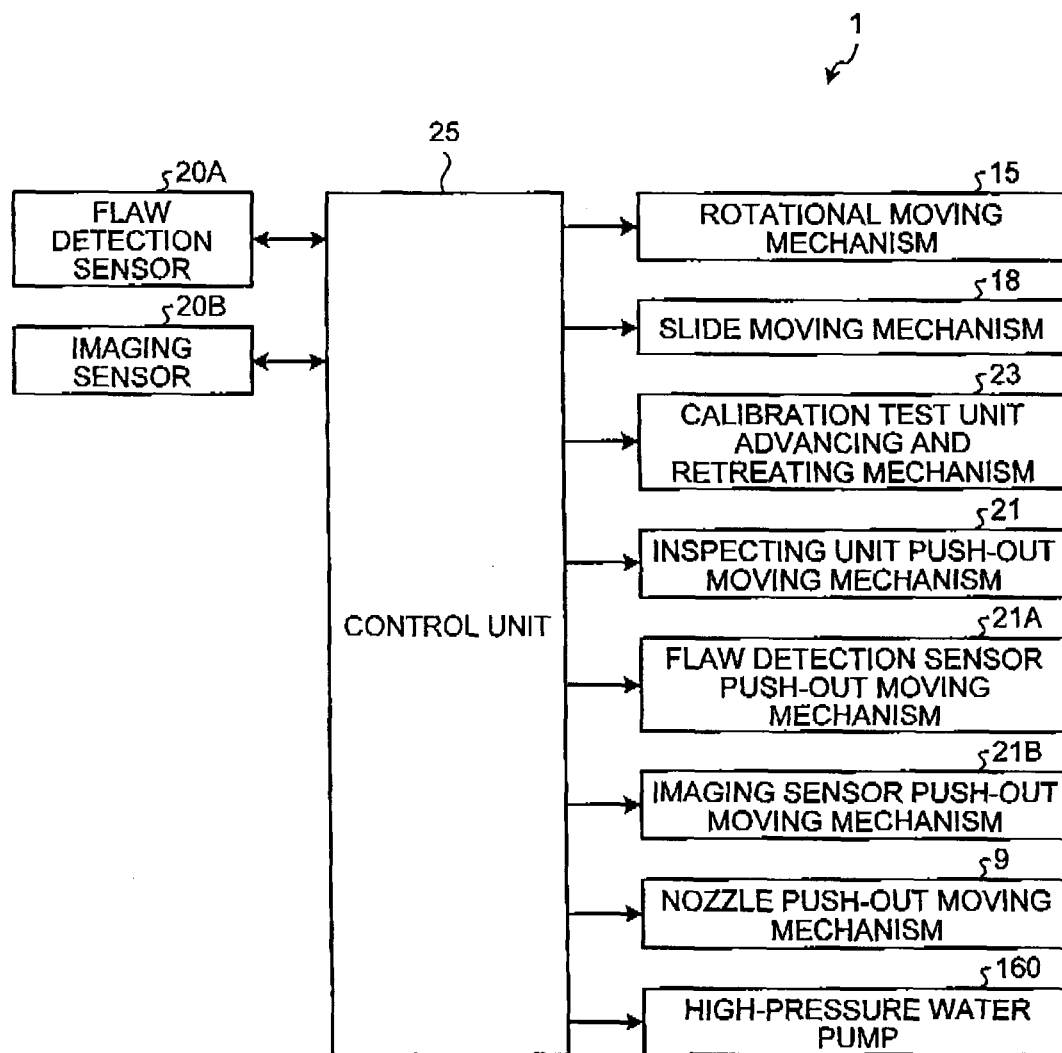 1
25
20A
FLAW
DETECTION
SENSOR
20B
IMAGING
SENSOR
CONTROL UNIT
15
ROTATIONAL MOVING
MECHANISM
18
SLIDE MOVING MECHANISM
23
CALIBRATION TEST UNIT
ADVANCING AND
RETREATING MECHANISM
21
INSPECTING UNIT PUSH-OUT
MOVING MECHANISM
21A
FLAW DETECTION SENSOR
PUSH-OUT MOVING
MECHANISM
21B
IMAGING SENSOR PUSH-OUT
MOVING MECHANISM
9
NOZZLE PUSH-OUT MOVING
MECHANISM
160
HIGH-PRESSURE WATER
PUMP